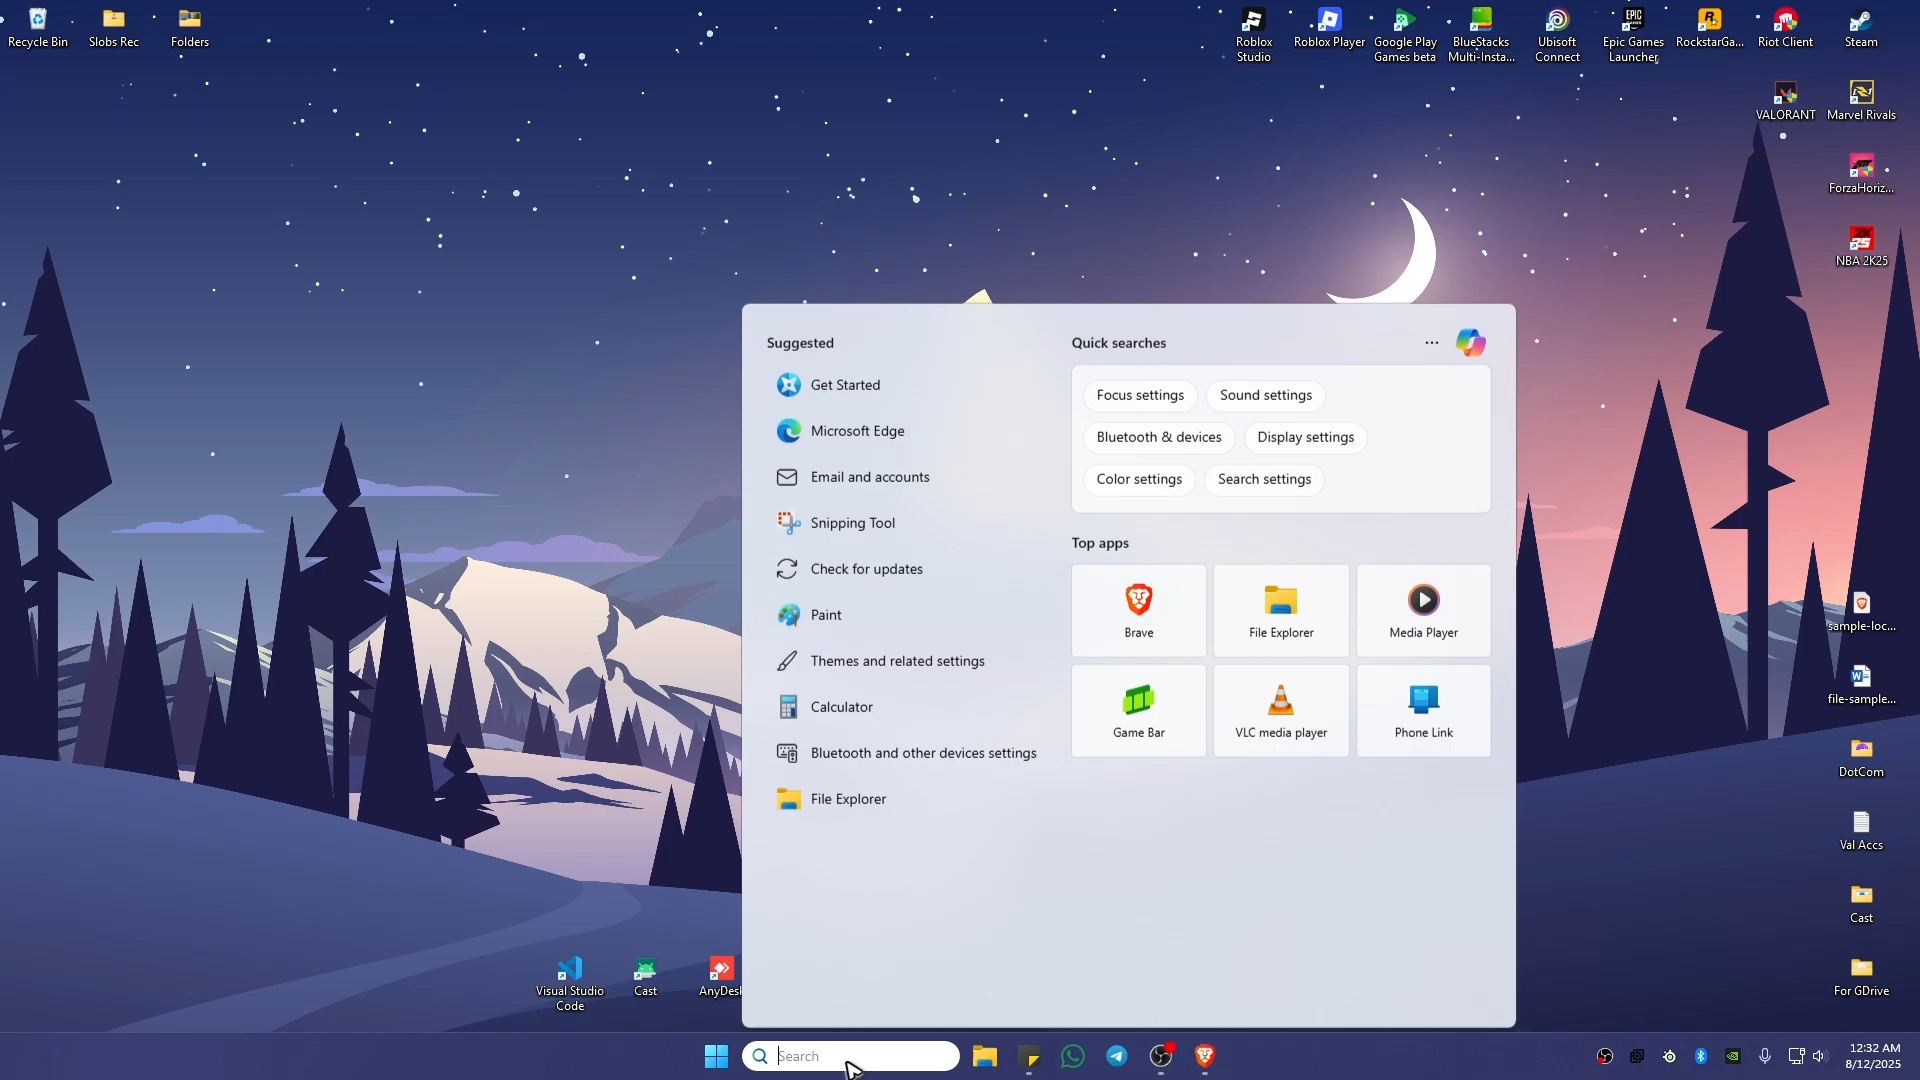 Recycle Bin
Slobs Rec
Folders
Roblox
Studio
Roblox Player
Google Play
Games beta
BlueStacks
Multi-Insta...
Ubisoft
Connect
Epic Games
Launcher
RockstarGa...
Riot Client
Steam
VALORANT
Marvel Rivals
ForzaHoriz...
NBA 2K25
Suggested
Get Started
Microsoft Edge
Email and accounts
Snipping Tool
Check for updates
Paint
Themes and related settings
Calculator
Bluetooth and other devices settings
File Explorer
Quick searches
Focus settings
Sound settings
Bluetooth & devices
Display settings
Color settings
Search settings
Top apps
Brave
File Explorer
Media Player
Game Bar
VLC media player
Phone Link
sample-loc...
file-sample...
DotCom
Val Accs
Cast
For GDrive
Visual Studio
Code
Cast
AnyDesk
Search
12:32 AM
8/12/2025